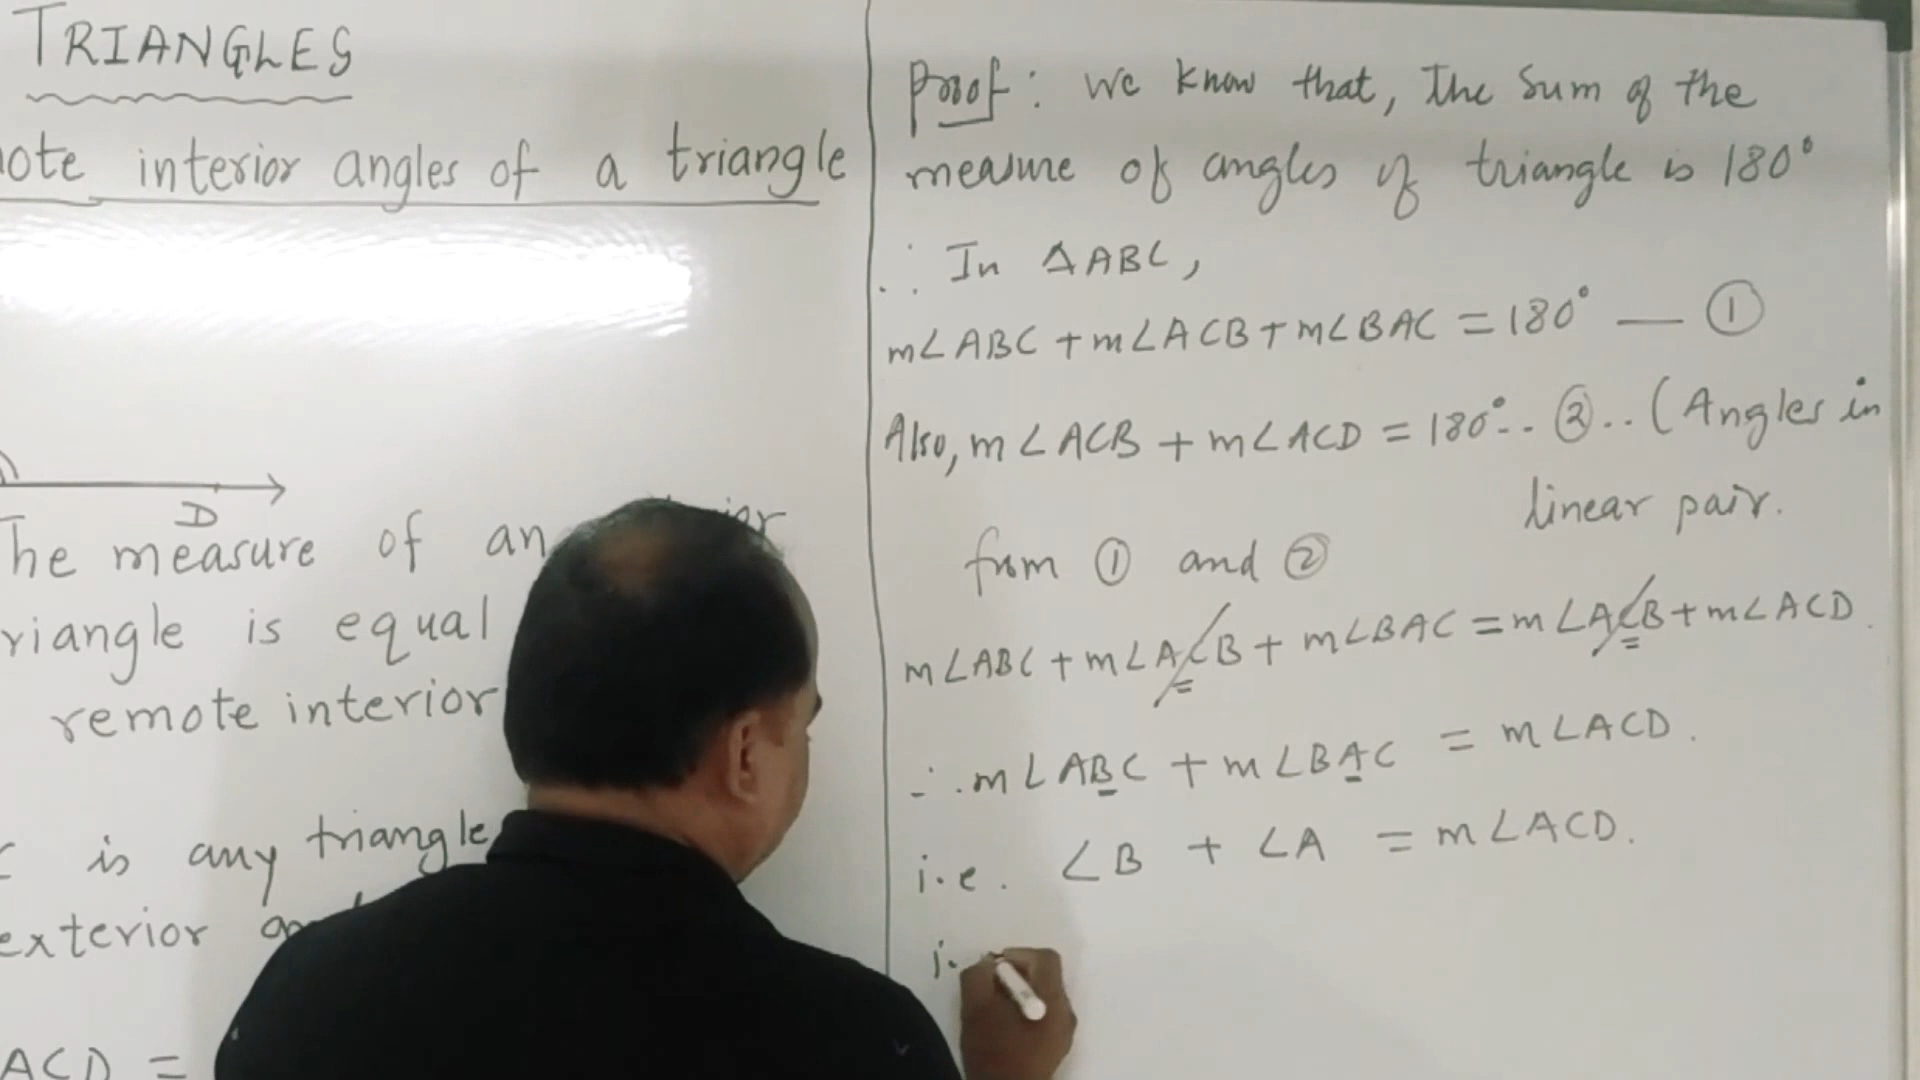 TRIANGLES
interior angles of a triangle
D
The measure of an
riangle is equal
remote interior
is any triangle
exterior
ACD =
Proof: We know that, The Sum of the
measure of angles of triangle is 180°
∴ In ΔABC,
m∠ABC + m∠ACB + m∠BAC = 180° — ①
Also, m∠ACB + m∠ACD = 180°.. ②..(Angles in
linear pair.
from ① and ②
m∠ABC + m∠ACB + m∠BAC = m∠ACB + m∠ACD.
∴ m∠ABC + m∠BAC = m∠ACD.
i.e. ∠B + ∠A = m∠ACD.
i.